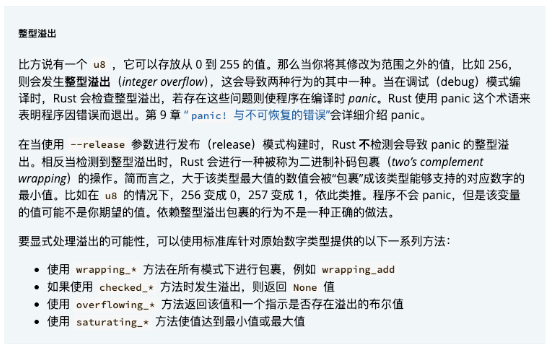 整型溢出
比方说有一个 u8 ，它可以存放从 0 到 255 的值。那么当你将其修改为范围之外的值，比如 256，
则会发生整型溢出（integer overflow），这会导致两种行为的其中一种。当在调试（debug）模式编
译时，Rust 会检查整型溢出，若存在这些问题则使程序在编译时 panic。Rust 使用 panic 这个术语来
表明程序因错误而退出。第 9 章 “panic! 与不可恢复的错误”会详细介绍 panic。
在当使用 --release 参数进行发布（release）模式构建时，Rust 不检测会导致 panic 的整型溢
出。相反当检测到整型溢出时，Rust 会进行一种被称为二进制补码包裹（two’s complement
wrapping）的操作。简而言之，大于该类型最大值的数值会被“包裹”成该类型能够支持的对应数字的
最小值。比如在 u8 的情况下，256 变成 0，257 变成 1，依此类推。程序不会 panic，但是该变量
的值可能不是你期望的值。依赖整型溢出包裹的行为不是一种正确的做法。
要显式处理溢出的可能性，可以使用标准库针对原始数字类型提供的以下一系列方法：
• 使用 wrapping_* 方法在所有模式下进行包裹，例如 wrapping_add
• 如果使用 checked_* 方法时发生溢出，则返回 None 值
• 使用 overflowing_* 方法返回该值和一个指示是否存在溢出的布尔值
• 使用 saturating_* 方法使值达到最小值或最大值